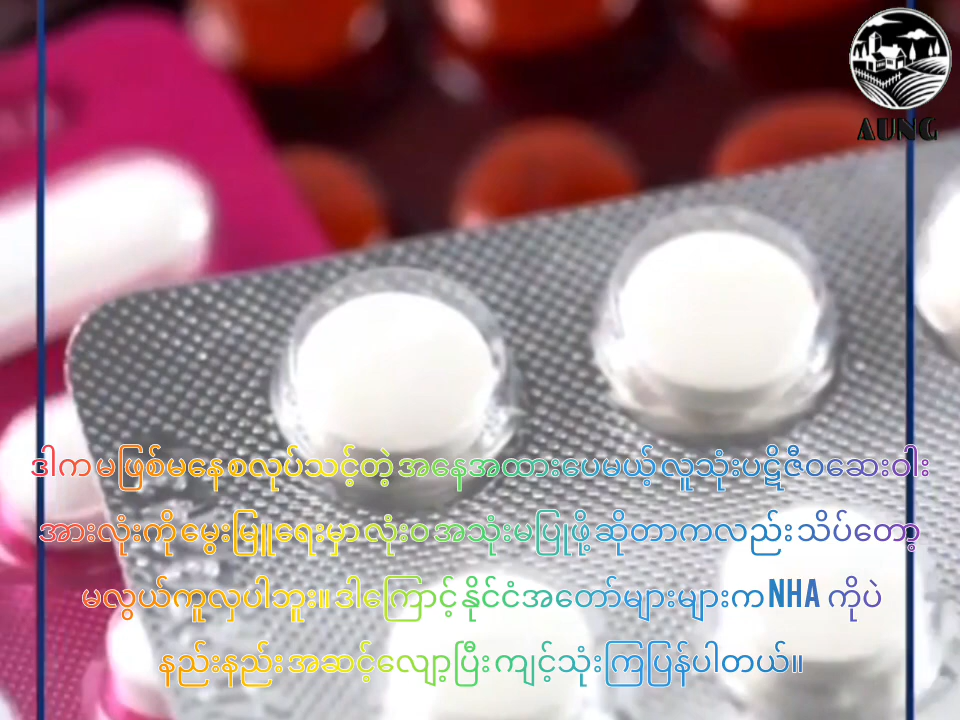 AUNG
ဒါက မဖြစ်မနေစလုပ်သင့်တဲ့ အနေအထားပေမယ့် လူသုံးပဋိဇီဝဆေးဝါး
အားလုံးကို မွေးမြူရေးမှာ လုံးဝ အသုံးမပြုဖို့ ဆိုတာကလည်း သိပ်တော့
မလွယ်ကူလှပါဘူး။ ဒါကြောင့် နိုင်ငံအတော်များများက NHA ကိုပဲ
နည်းနည်း အဆင့်လျော့ပြီး ကျင့်သုံးကြပြန်ပါတယ်။